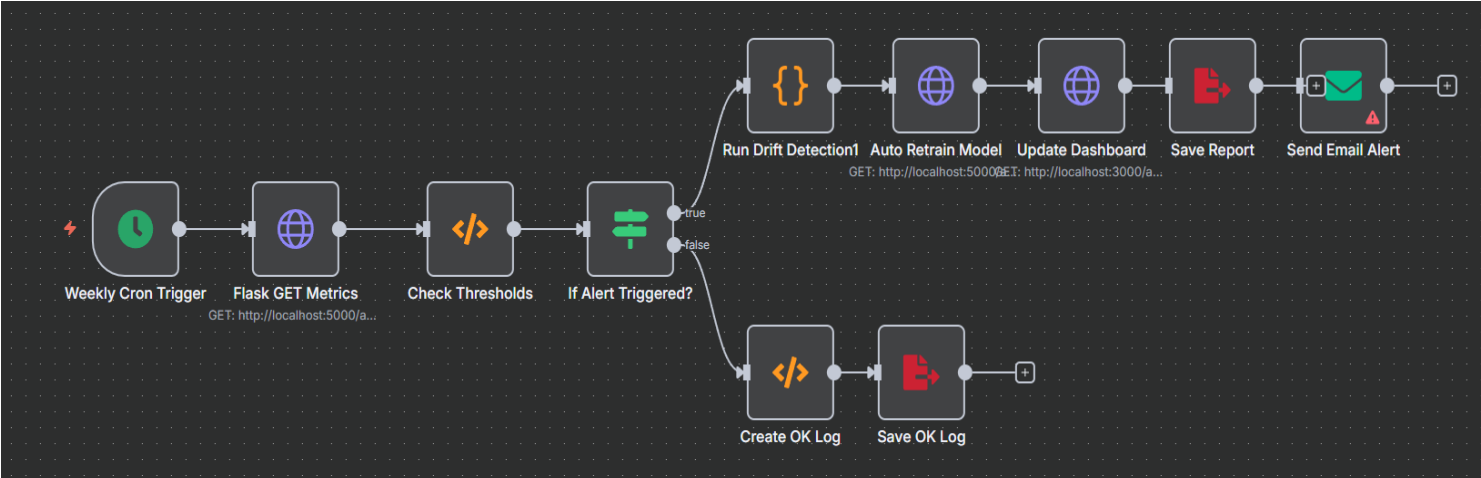 Run Drift Detection1
Auto Retrain Model
GET: http://localhost:5000/a...
Update Dashboard
GET: http://localhost:3000/a...
Save Report
Send Email Alert
true
false
Weekly Cron Trigger
Flask GET Metrics
GET: http://localhost:5000/a...
Check Thresholds
If Alert Triggered?
Create OK Log
Save OK Log